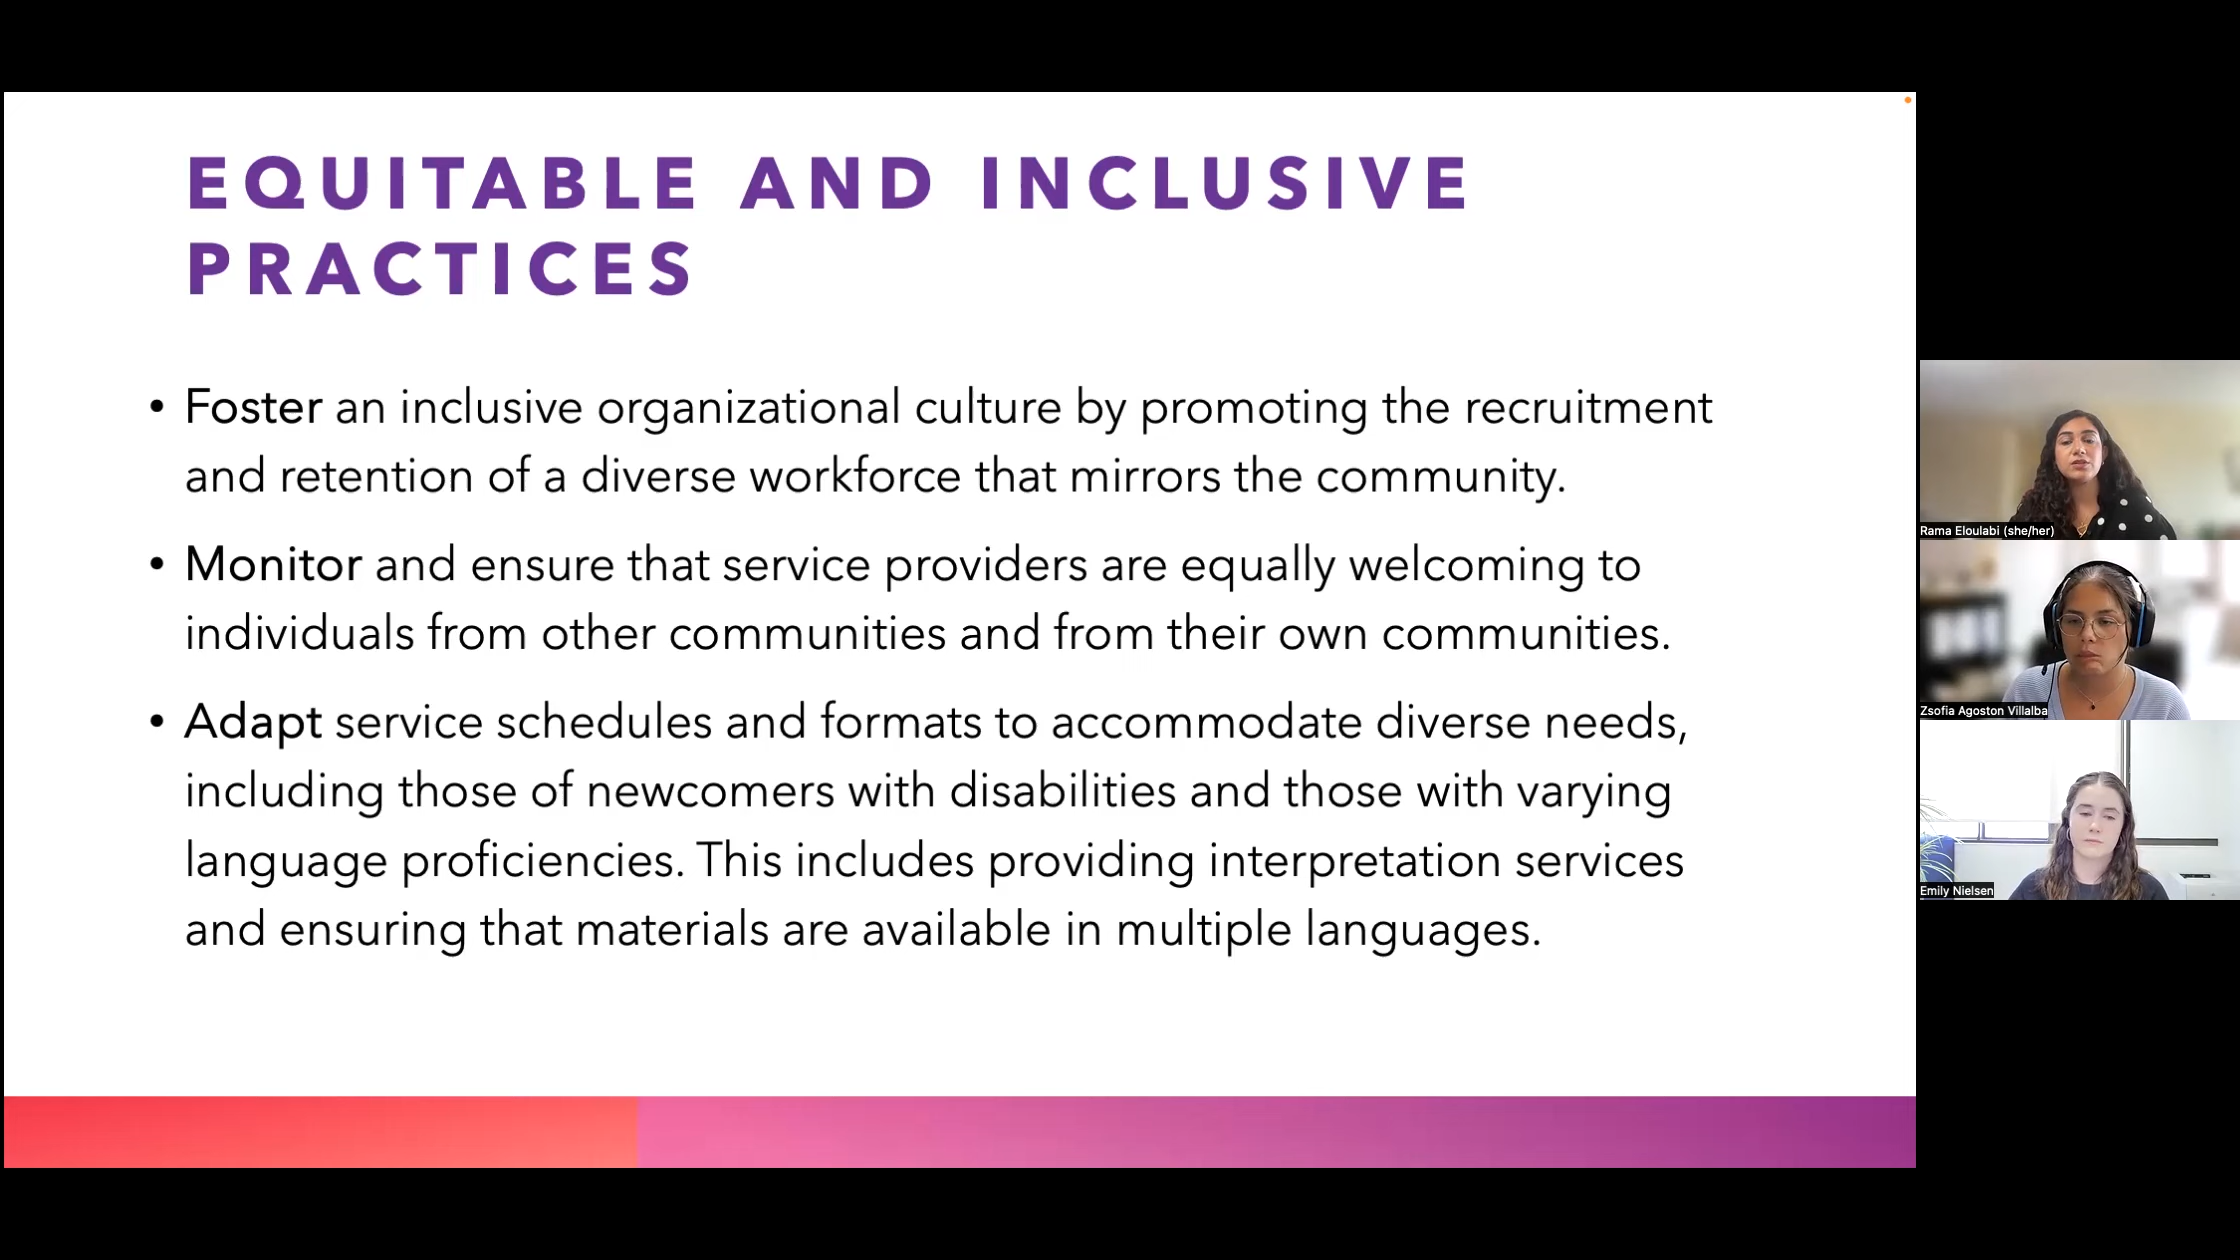 EQUITABLE AND INCLUSIVE
PRACTICES
• Foster an inclusive organizational culture by promoting the recruitment
and retention of a diverse workforce that mirrors the community.
• Monitor and ensure that service providers are equally welcoming to
individuals from other communities and from their own communities.
• Adapt service schedules and formats to accommodate diverse needs,
including those of newcomers with disabilities and those with varying
language proficiencies. This includes providing interpretation services
and ensuring that materials are available in multiple languages.
Rama Eloulabi (she/her)
Zsofia Agoston Villalba
Emily Nielsen